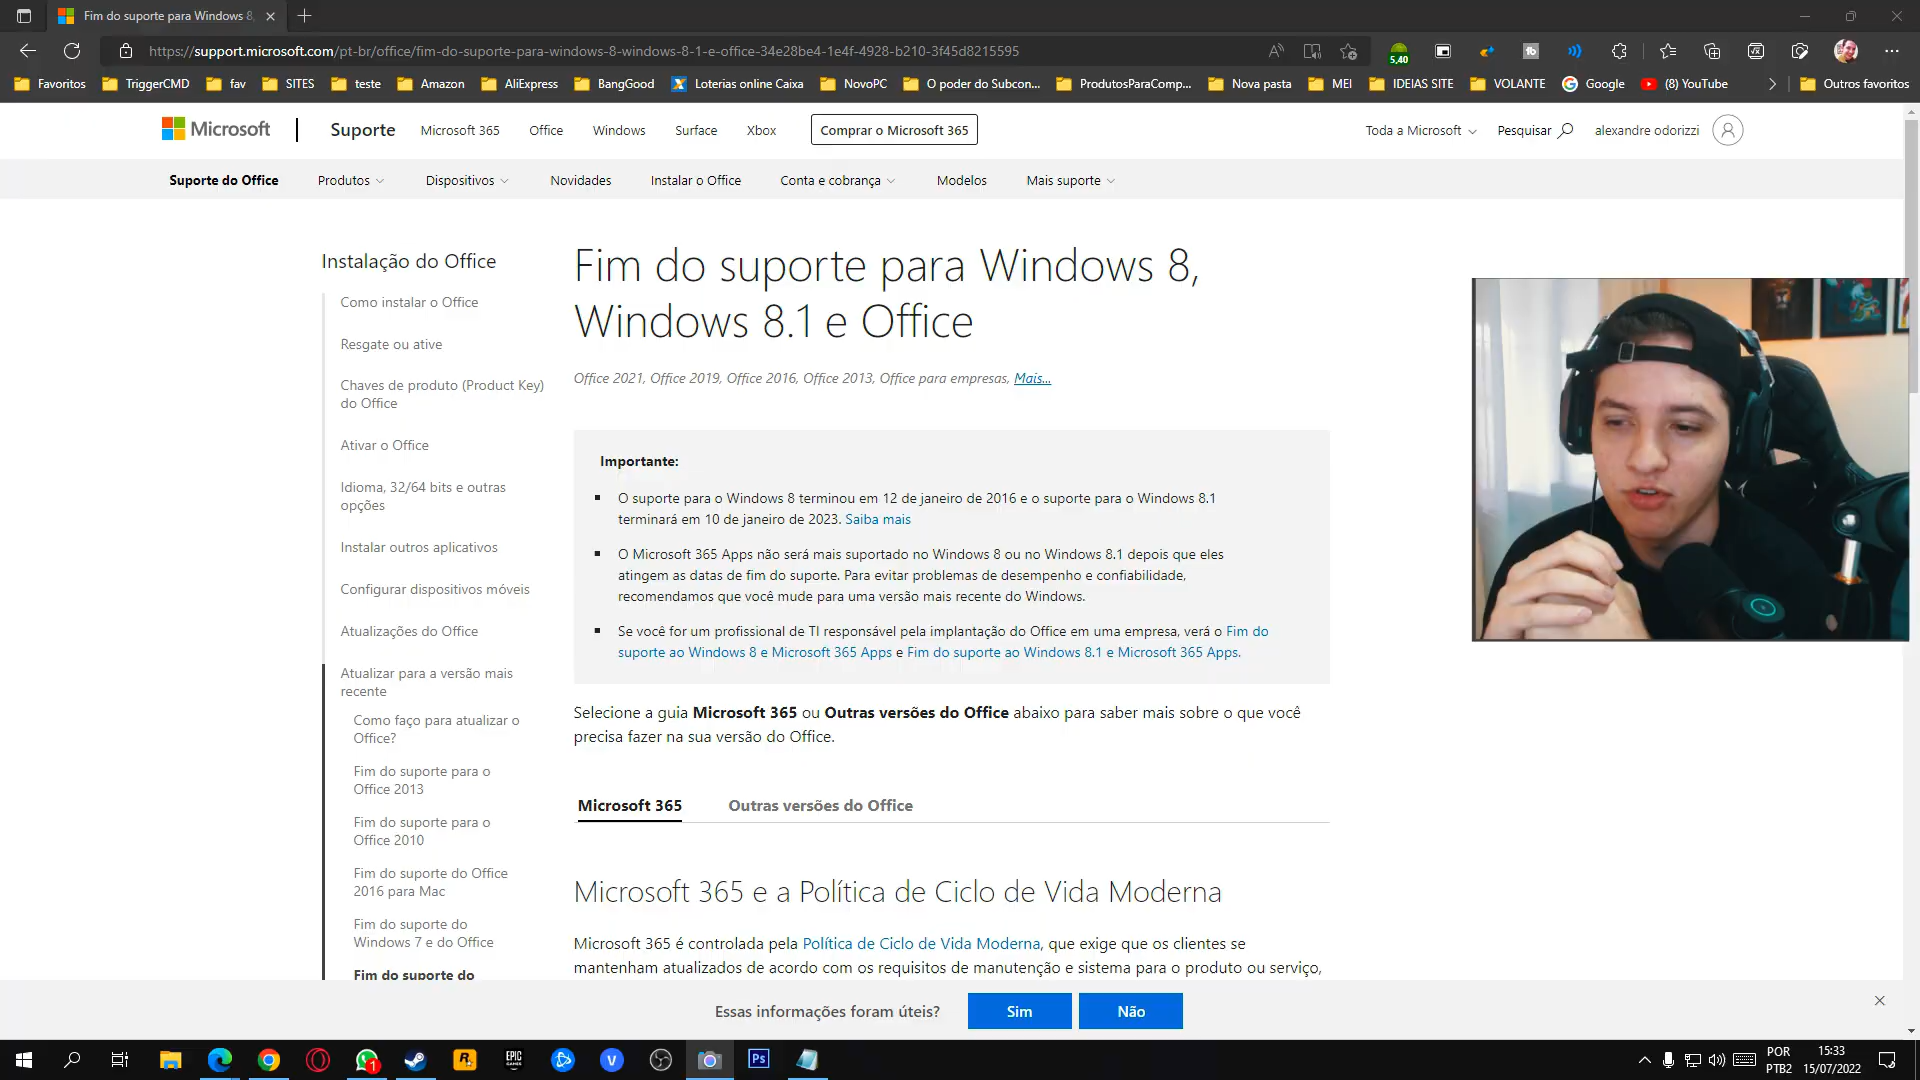 Fim do suporte para Windows 8,
https://support.microsoft.com/pt-br/office/fim-do-suporte-para-windows-8-windows-8-1-e-office-34e28be4-1e4f-4928-b210-3f45d8215595
5,40
Favoritos
TriggerCMD
fav
SITES
teste
Amazon
AliExpress
BangGood
Loterias online Caixa
NovoPC
O poder do Subcon...
ProdutosParaComp...
Nova pasta
MEI
IDEIAS SITE
VOLANTE
Google
(8) YouTube
Outros favoritos
Microsoft
Suporte
Microsoft 365
Office
Windows
Surface
Xbox
Comprar o Microsoft 365
Toda a Microsoft
Pesquisar
alexandre odorizzi
Suporte do Office
Produtos
Dispositivos
Novidades
Instalar o Office
Conta e cobrança
Modelos
Mais suporte
Instalação do Office
Como instalar o Office
Resgate ou ative
Chaves de produto (Product Key)
do Office
Ativar o Office
Idioma, 32/64 bits e outras
opções
Instalar outros aplicativos
Configurar dispositivos móveis
Atualizações do Office
Atualizar para a versão mais
recente
Como faço para atualizar o
Office?
Fim do suporte para o
Office 2013
Fim do suporte para o
Office 2010
Fim do suporte do Office
2016 para Mac
Fim do suporte do
Windows 7 e do Office
Fim do suporte do
Fim do suporte para Windows 8,
Windows 8.1 e Office
Office 2021, Office 2019, Office 2016, Office 2013, Office para empresas, Mais...
Importante:
O suporte para o Windows 8 terminou em 12 de janeiro de 2016 e o suporte para o Windows 8.1
terminará em 10 de janeiro de 2023. Saiba mais
O Microsoft 365 Apps não será mais suportado no Windows 8 ou no Windows 8.1 depois que eles
atingem as datas de fim do suporte. Para evitar problemas de desempenho e confiabilidade,
recomendamos que você mude para uma versão mais recente do Windows.
Se você for um profissional de TI responsável pela implantação do Office em uma empresa, verá o Fim do
suporte ao Windows 8 e Microsoft 365 Apps e Fim do suporte ao Windows 8.1 e Microsoft 365 Apps.
Selecione a guia Microsoft 365 ou Outras versões do Office abaixo para saber mais sobre o que você
precisa fazer na sua versão do Office.
Microsoft 365
Outras versões do Office
Microsoft 365 e a Política de Ciclo de Vida Moderna
Microsoft 365 é controlada pela Política de Ciclo de Vida Moderna, que exige que os clientes se
mantenham atualizados de acordo com os requisitos de manutenção e sistema para o produto ou serviço,
Essas informações foram úteis?
Sim
Não
1
R
EPIC
GAMES
V
Ps
POR
PTB2
15:33
15/07/2022